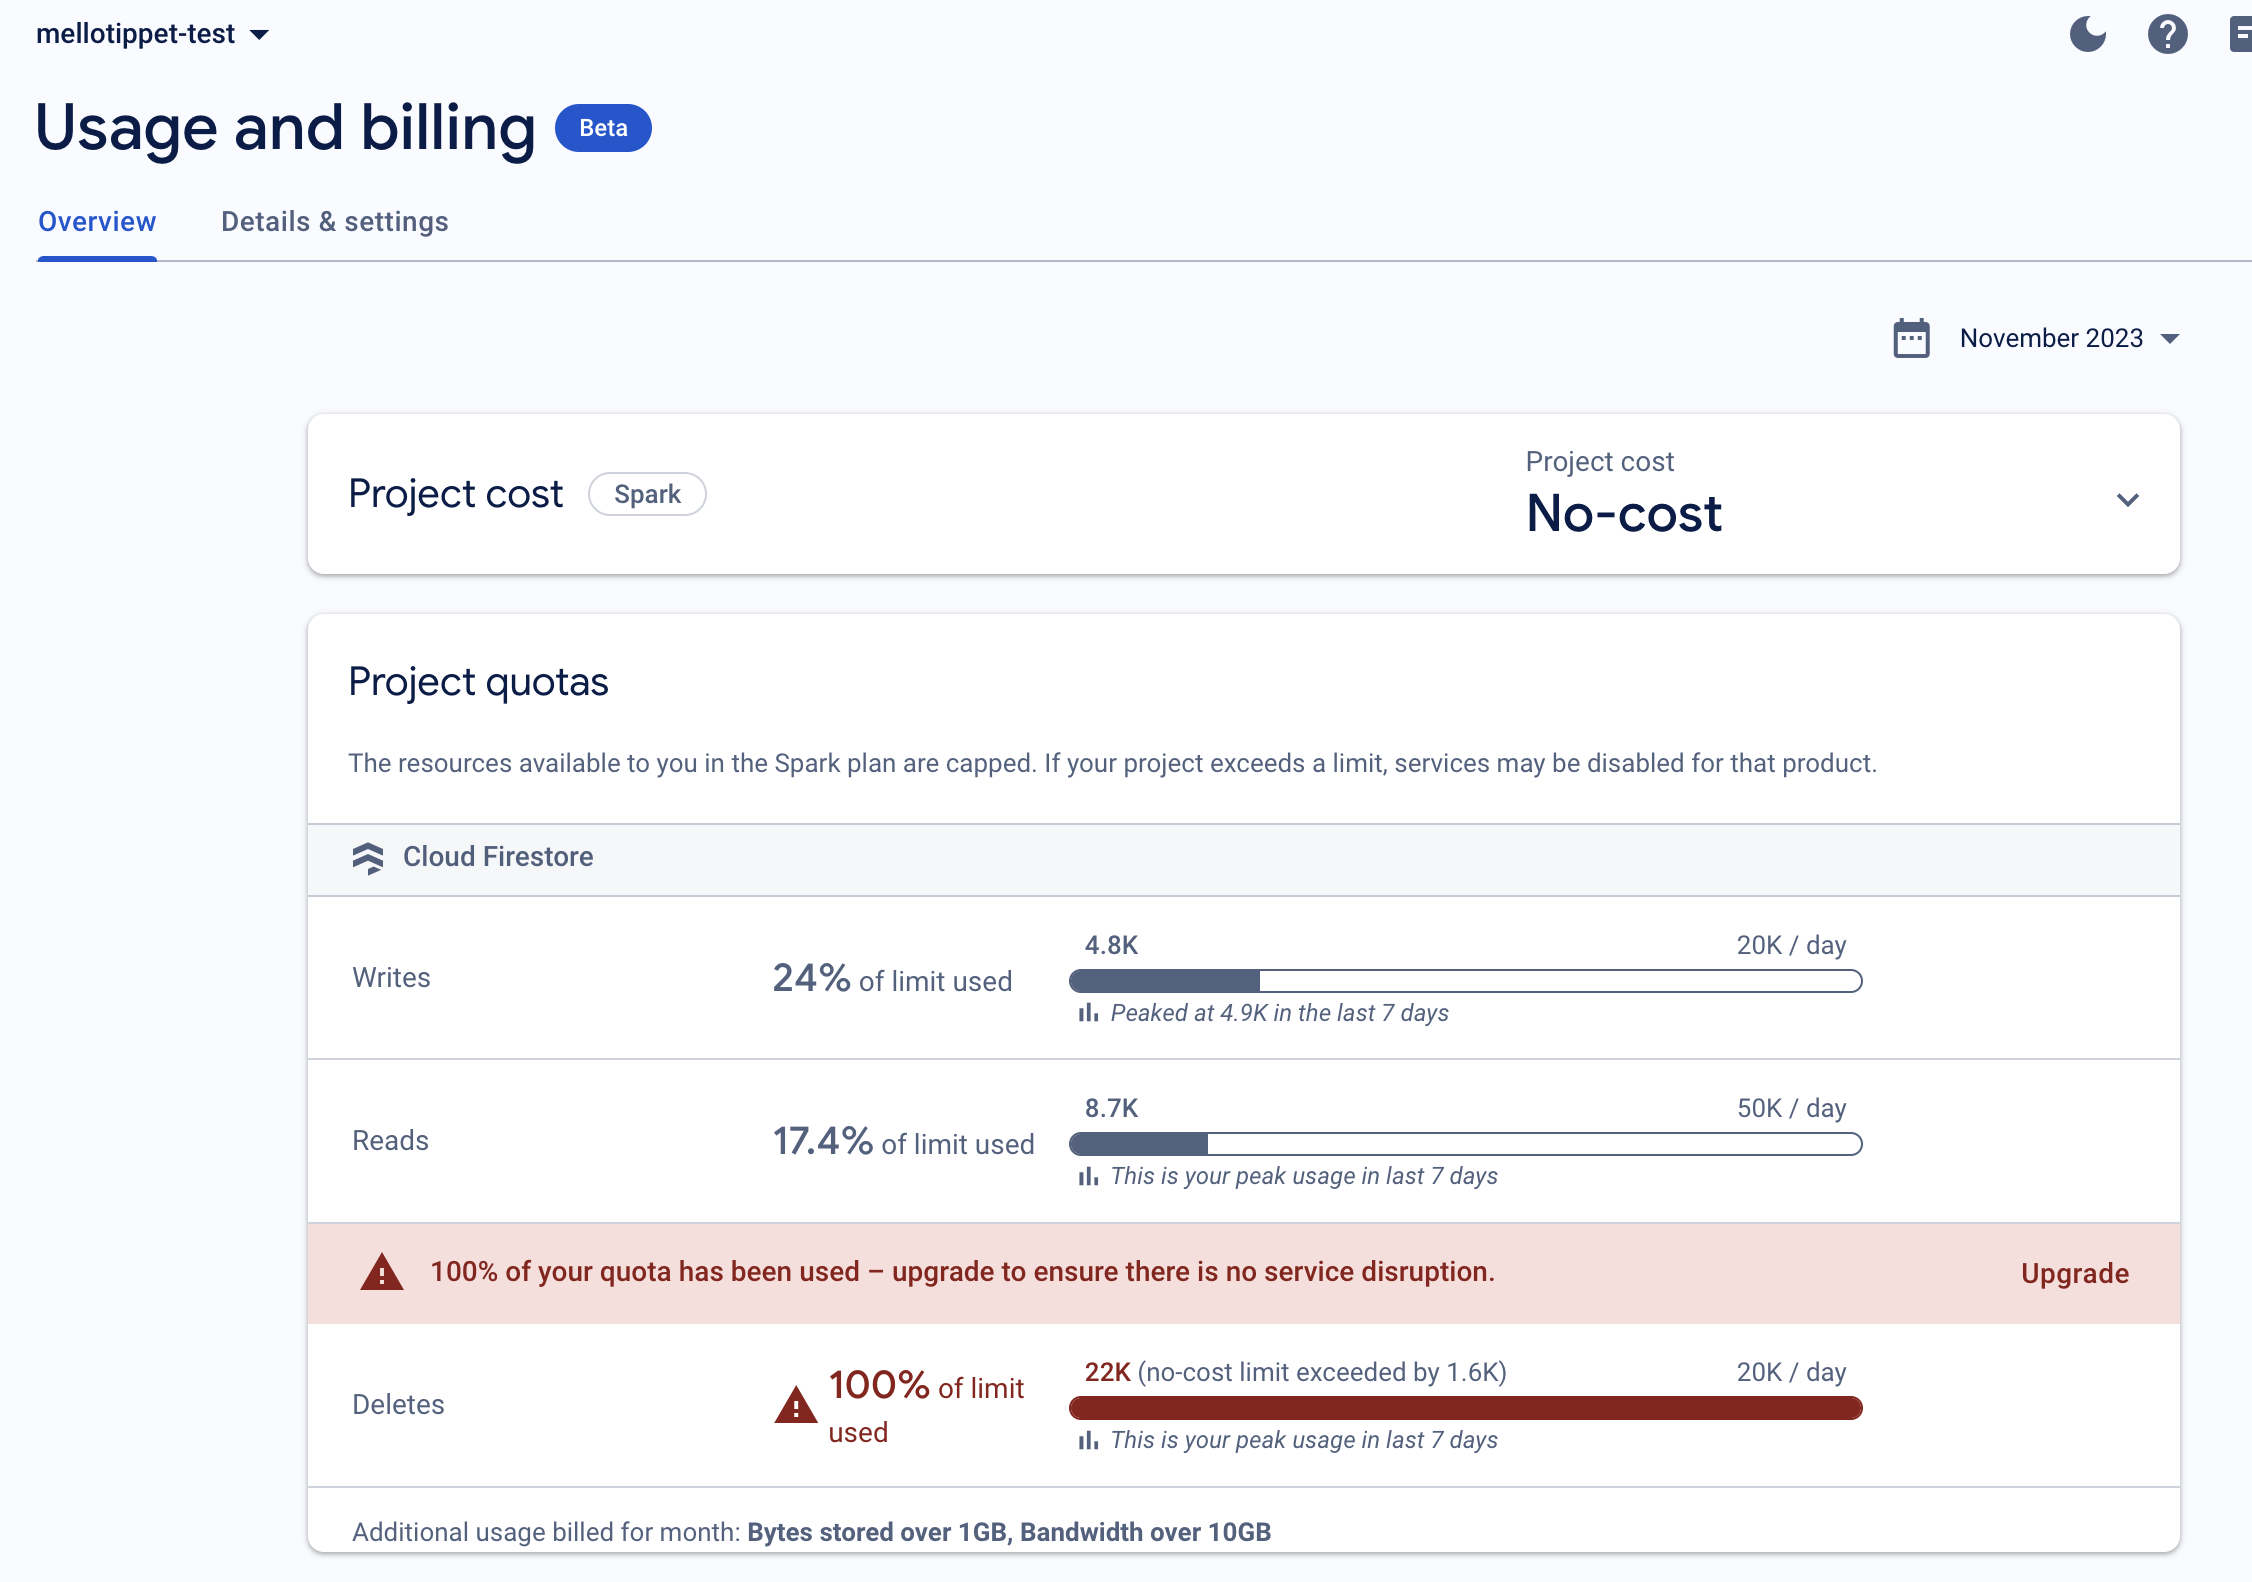 mellotippet-test
Usage and billing Beta
Overview Details & settings
November 2023
Project cost Spark
Project cost
No-cost
Project quotas
The resources available to you in the Spark plan are capped. If your project exceeds a limit, services may be disabled for that product.
Cloud Firestore
Writes
24% of limit used
4.8K 20K / day
Peaked at 4.9K in the last 7 days
Reads
17.4% of limit used
8.7K 50K / day
This is your peak usage in last 7 days
100% of your quota has been used – upgrade to ensure there is no service disruption. Upgrade
Deletes
100% of limit
used
22K (no-cost limit exceeded by 1.6K) 20K / day
This is your peak usage in last 7 days
Additional usage billed for month: Bytes stored over 1GB, Bandwidth over 10GB